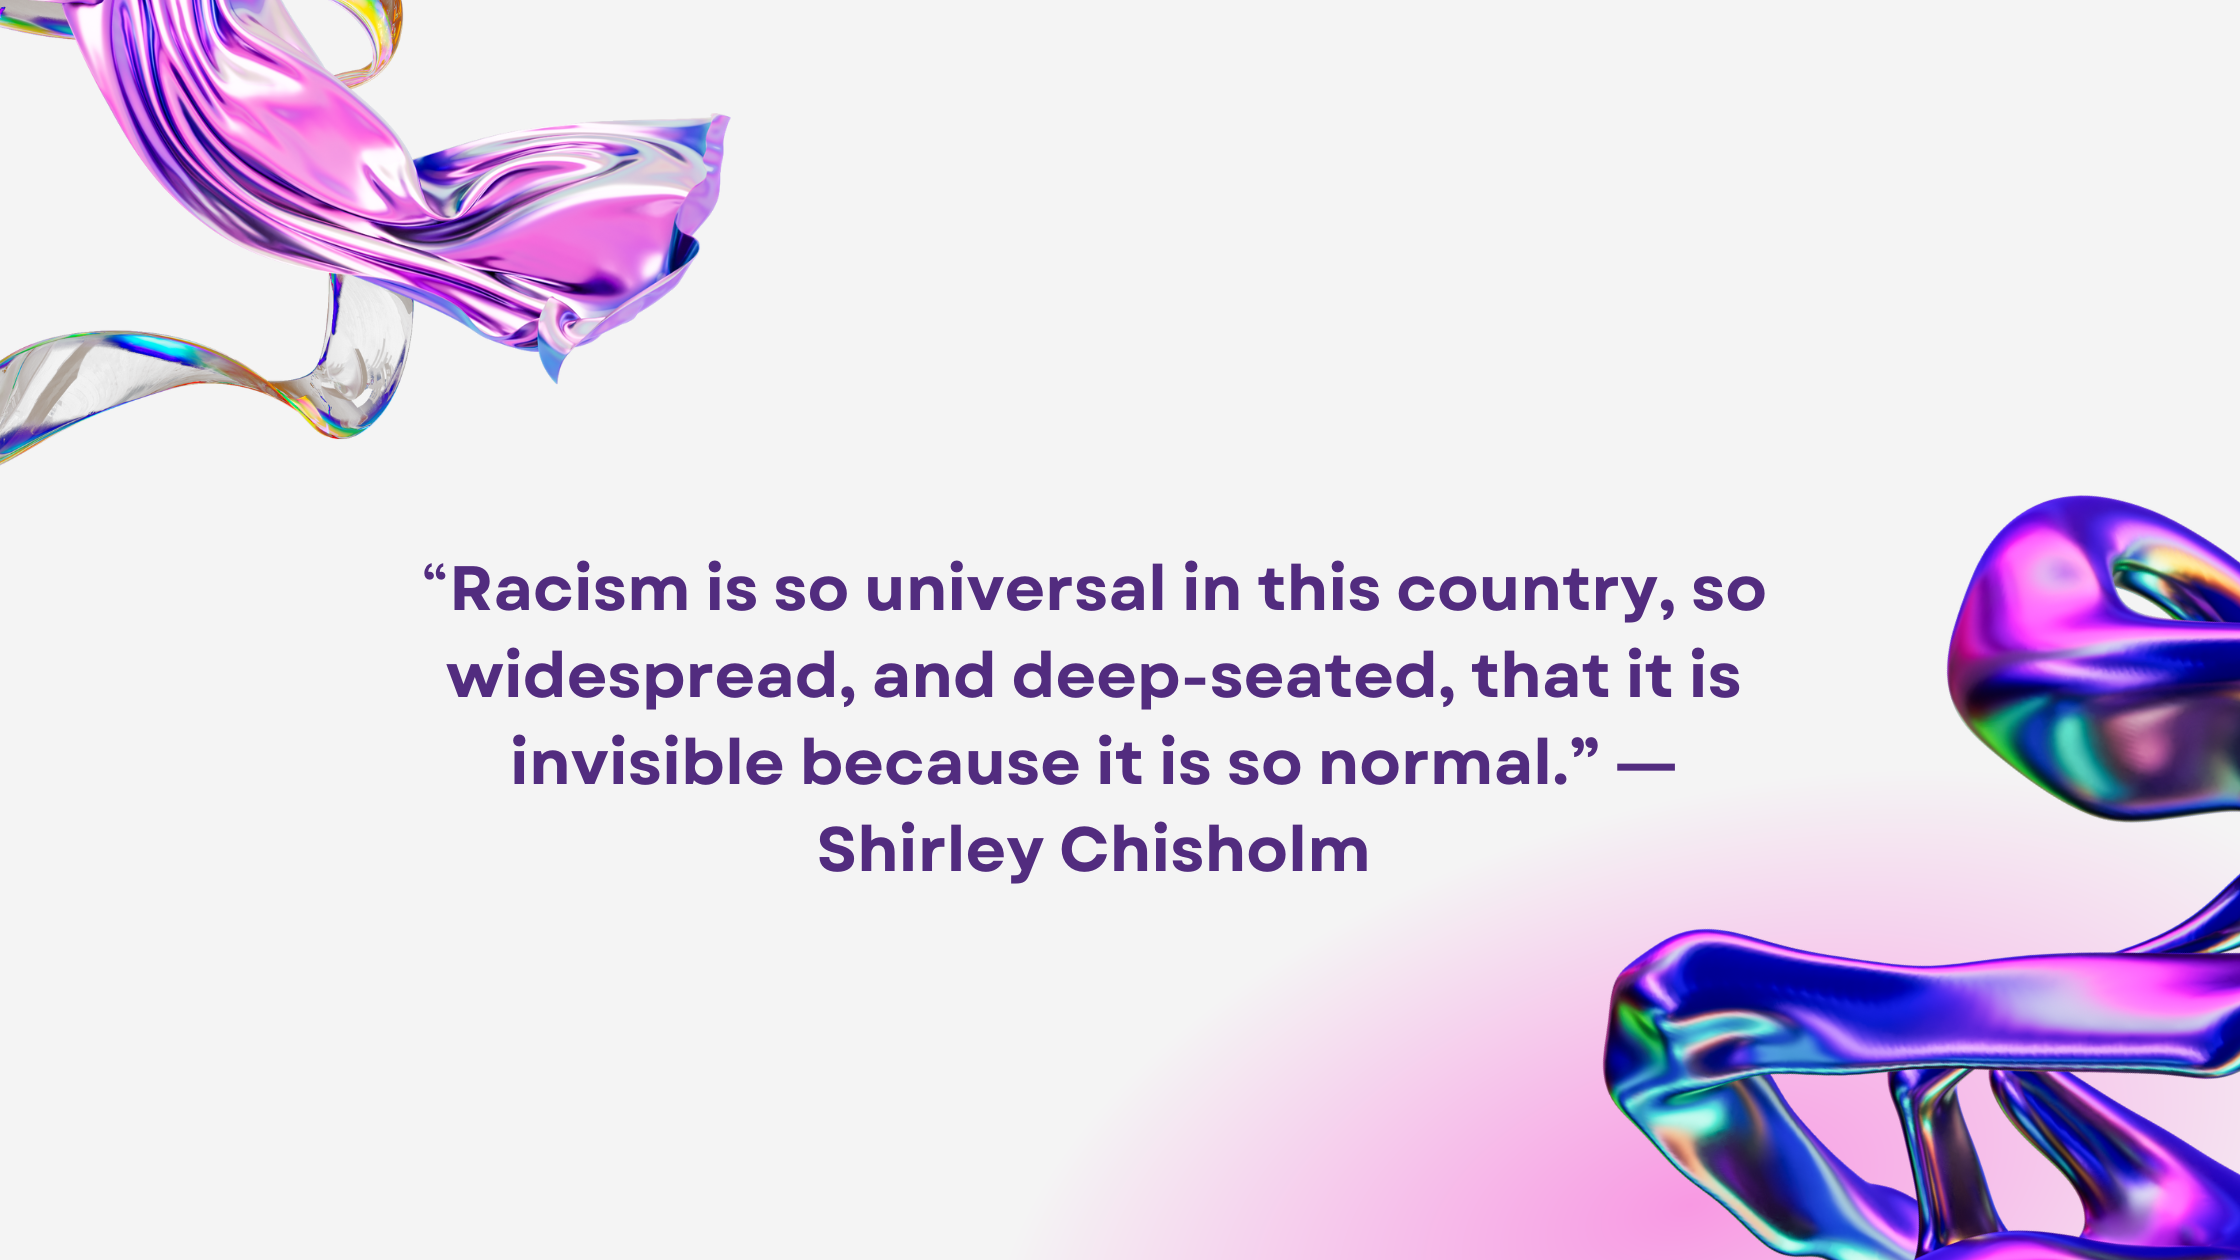 “Racism is so universal in this country, so
widespread, and deep-seated, that it is
invisible because it is so normal.” —
Shirley Chisholm